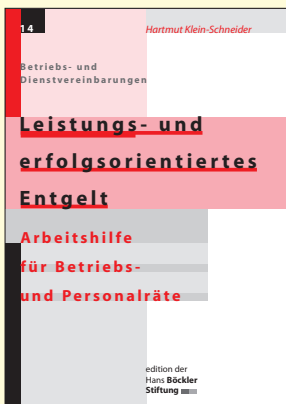 14
Hartmut Klein-Schneider
Betriebs- und
Dienstvereinbarungen
Leistungs- und
erfolgsorientiertes
Entgelt
Arbeitshilfe
für Betriebs-
und Personalräte
edition der
Hans Böckler
Stiftung